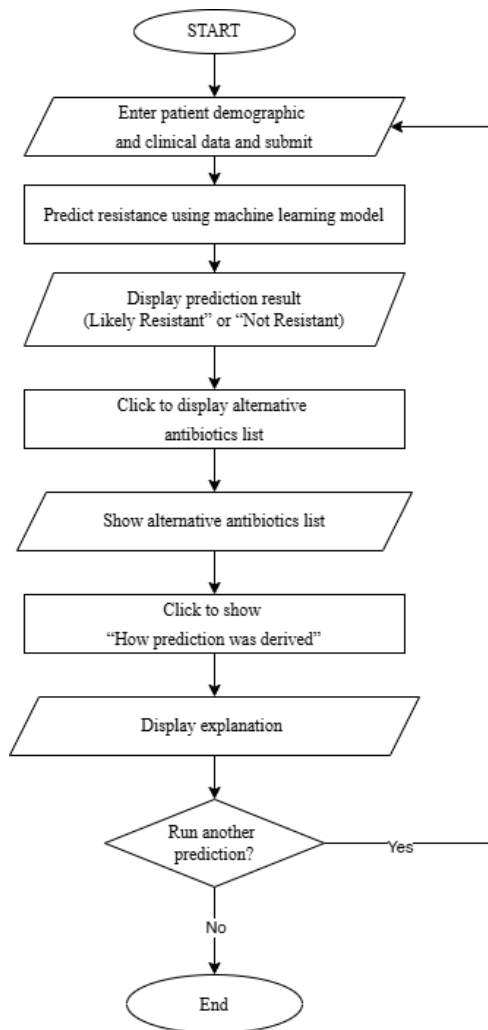 START
Enter patient demographic
and clinical data and submit
Predict resistance using machine learning model
Display prediction result
(Likely Resistant” or “Not Resistant)
Click to display alternative
antibiotics list
Show alternative antibiotics list
Click to show
“How prediction was derived”
Display explanation
Run another
prediction?
Yes
No
End